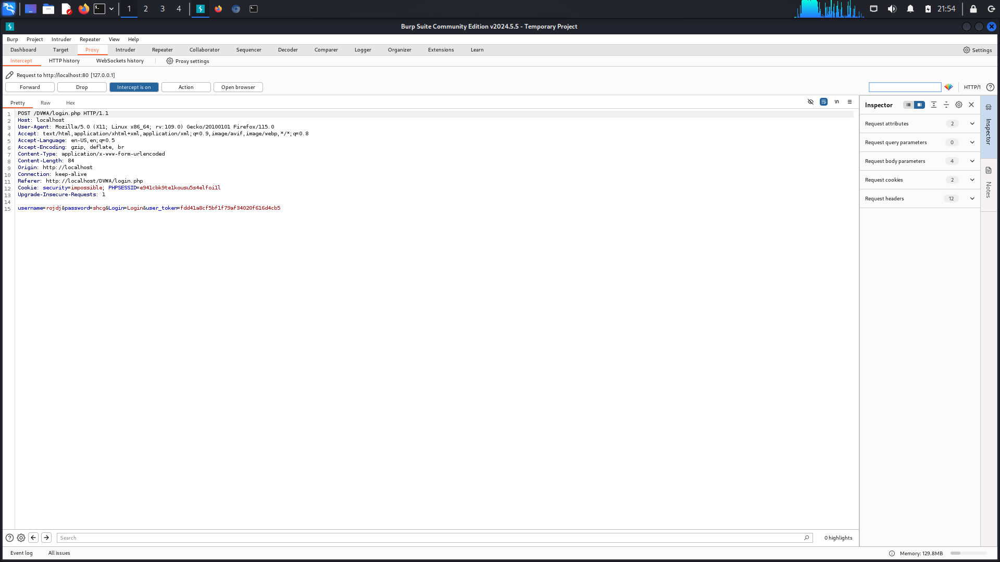 1 2 3 4 21:54
Burp Suite Community Edition v2024.5.5 - Temporary Project
Burp Project Intruder Repeater View Help
Dashboard Target Proxy Intruder Repeater Collaborator Sequencer Decoder Comparer Logger Organizer Extensions Learn Settings
Intercept HTTP history WebSockets history Proxy settings
Request to http://localhost:80 [127.0.0.1]
Forward Drop Intercept is on Action Open browser HTTP/1
Pretty Raw Hex \n
1 POST /DVWA/login.php HTTP/1.1
2 Host: localhost
3 User-Agent: Mozilla/5.0 (X11; Linux x86_64; rv:109.0) Gecko/20100101 Firefox/115.0
4 Accept: text/html,application/xhtml+xml,application/xml;q=0.9,image/avif,image/webp,*/*;q=0.8
5 Accept-Language: en-US,en;q=0.5
6 Accept-Encoding: gzip, deflate, br
7 Content-Type: application/x-www-form-urlencoded
8 Content-Length: 84
9 Origin: http://localhost
10 Connection: keep-alive
11 Referer: http://localhost/DVWA/login.php
12 Cookie: security=impossible; PHPSESSID=e941cbk9te1kousu5s4elfoi1l
13 Upgrade-Insecure-Requests: 1
14
15 username=rojdj&password=shcg&Login=Login&user_token=fdd41a8cf5bf1f79af34020f616d4cb5
Inspector
Request attributes 2
Request query parameters 0
Request body parameters 4
Request cookies 2
Request headers 12
Inspector
Notes
Search 0 highlights
Event log All issues Memory: 129.8MB